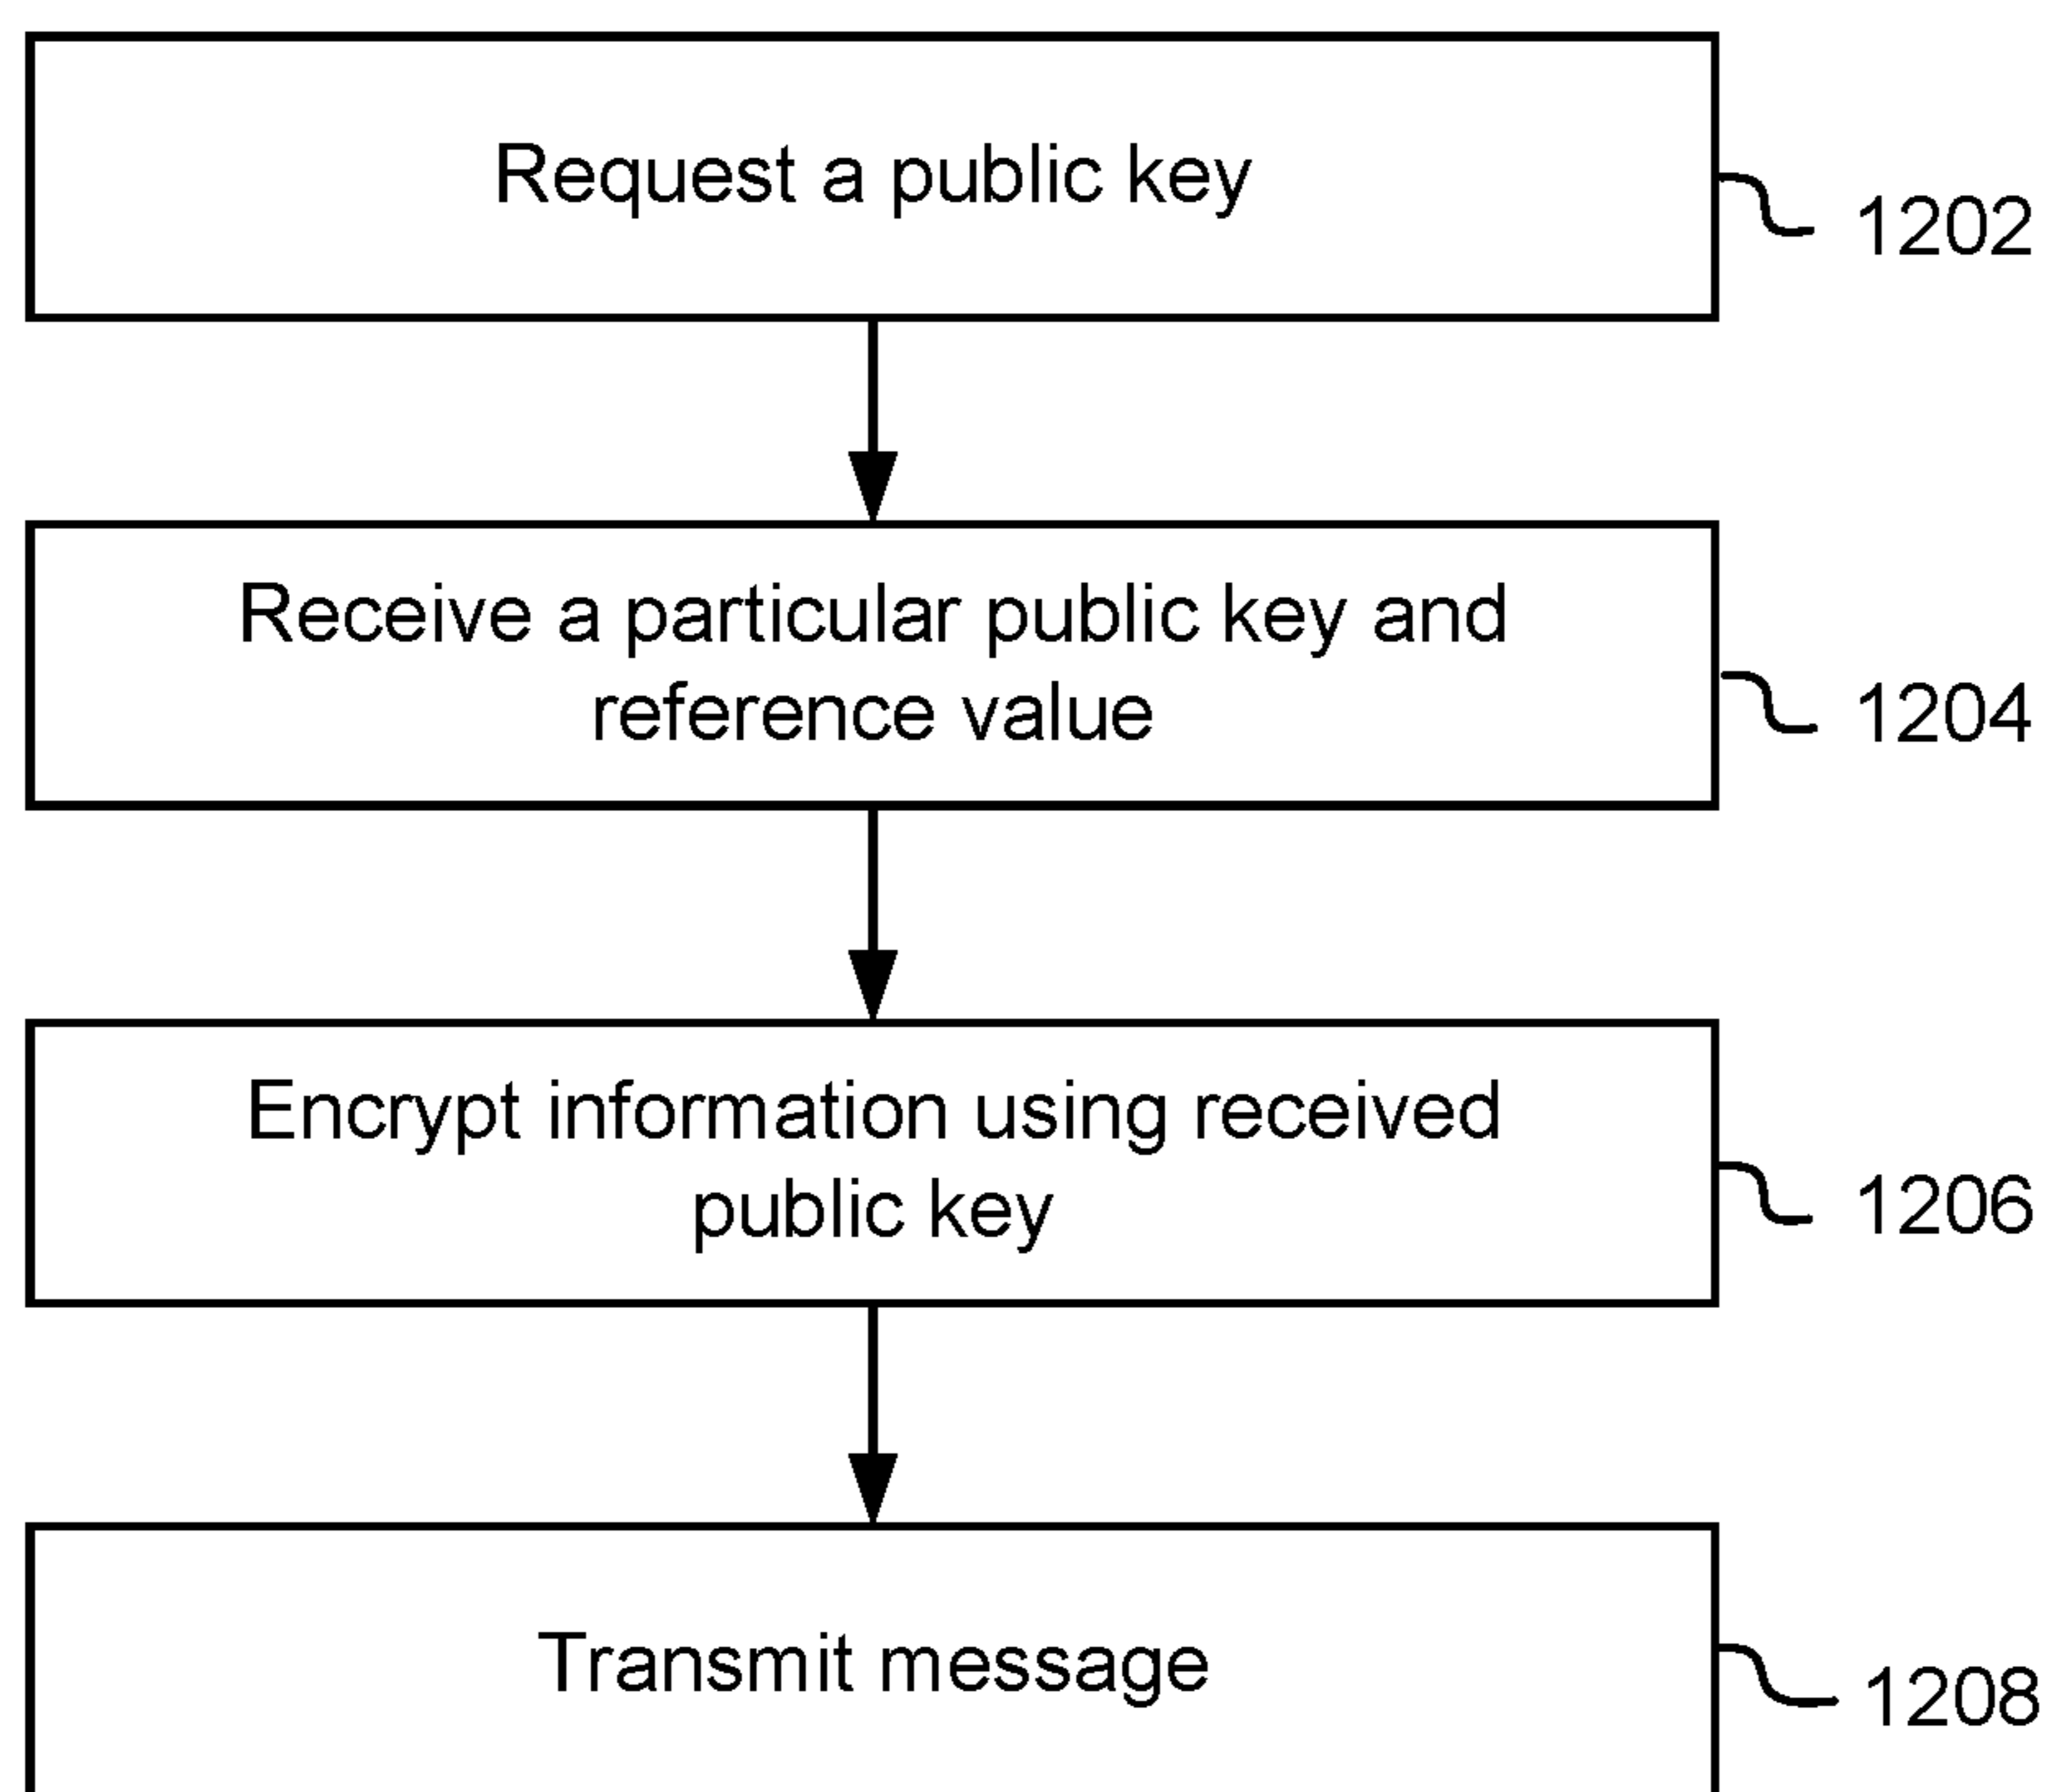 Request a public key
1202
Receive a particular public key and
reference value
1204
Encrypt information using received
public key
1206
Transmit message
1208